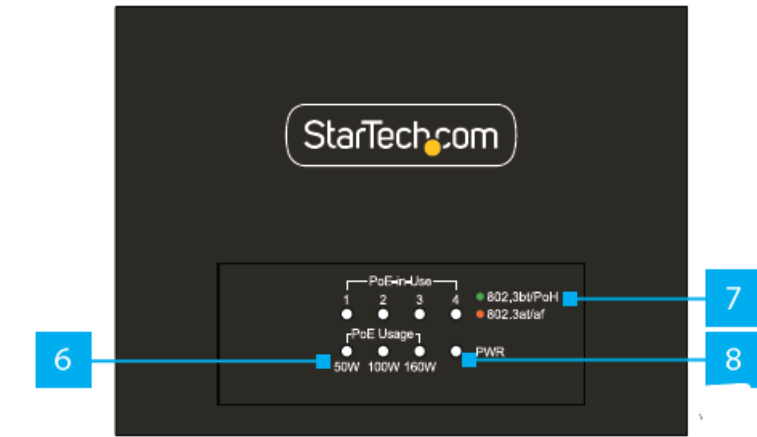 StarTech.com
PoE-in-Use
1 2 3 4
802.3bt/PoH
802.3at/af
7
PoE Usage
PWR
50W 100W 160W
6
8